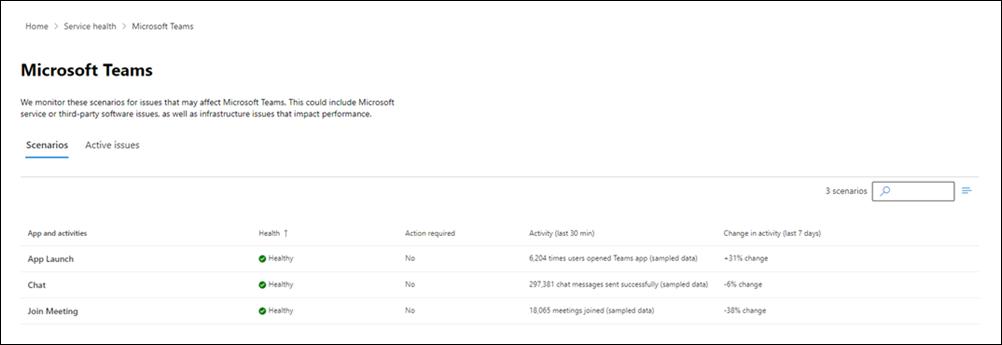 Home > Service health > Microsoft Teams
Microsoft Teams
We monitor these scenarios for issues that may affect Microsoft Teams. This could include Microsoft
service or third-party software issues, as well as infrastructure issues that impact performance.
Scenarios Active issues
3 scenarios
App and activities Health ↑ Action required Activity (last 30 min) Change in activity (last 7 days)
App Launch Healthy No 6,204 times users opened Teams app (sampled data) +31% change
Chat Healthy No 297,381 chat messages sent successfully (sampled data) -6% change
Join Meeting Healthy No 18,065 meetings joined (sampled data) -38% change